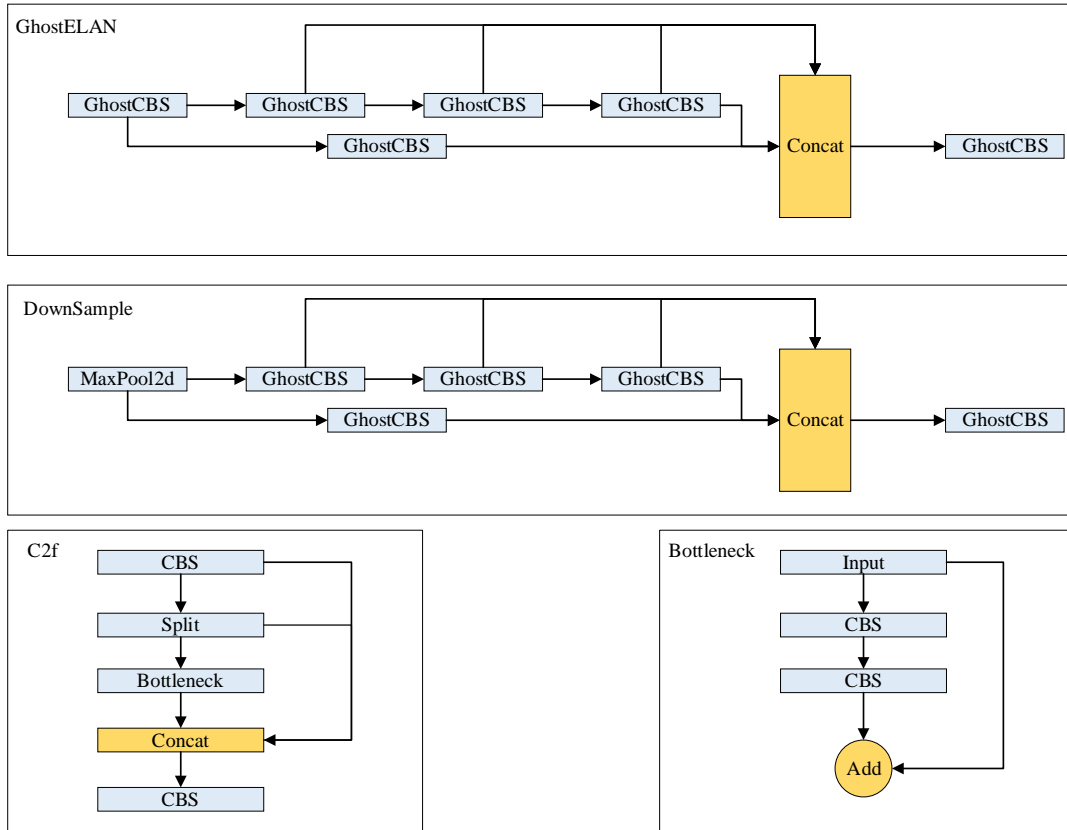 GhostELAN
GhostCBS
GhostCBS
GhostCBS
GhostCBS
GhostCBS
Concat
GhostCBS
DownSample
MaxPool2d
GhostCBS
GhostCBS
GhostCBS
GhostCBS
Concat
GhostCBS
C2f
CBS
Split
Bottleneck
Concat
CBS
Bottleneck
Input
CBS
CBS
Add